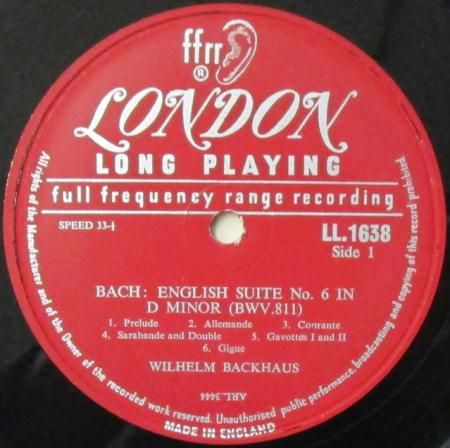 ffrr
®
LONDON
LONG PLAYING
full frequency range recording
SPEED 33-⅓
LL.1638
Side 1
BACH: ENGLISH SUITE No. 6 IN
D MINOR (BWV.811)
1. Prelude 2. Allemande 3. Courante
4. Sarabande and Double 5. Gavottes I and II
6. Gigue
WILHELM BACKHAUS
ARL.3444
All rights of the Manufacturer and of the Owner of the recorded work reserved. Unauthorised public performance, broadcasting and copying of this record prohibited
MADE IN ENGLAND